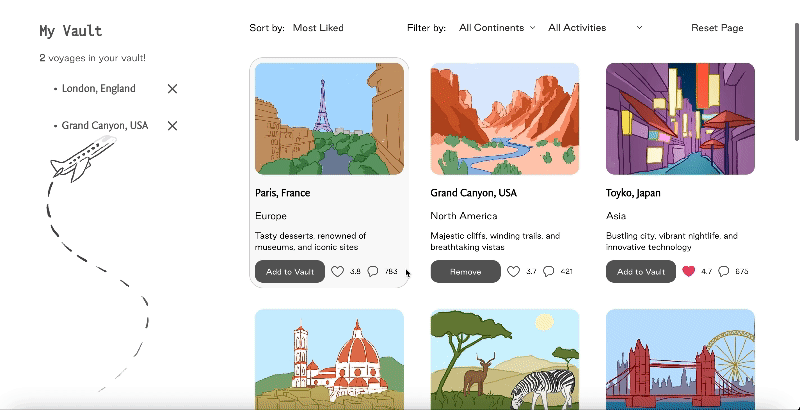 My Vault
2 voyages in your vault!
• London, England
• Grand Canyon, USA
Sort by: Most Liked
Filter by: All Continents All Activities
Reset Page
Paris, France
Europe
Tasty desserts, renowned of
museums, and iconic sites
Add to Vault 3.8 783
Grand Canyon, USA
North America
Majestic cliffs, winding trails, and
breathtaking vistas
Remove 3.7 421
Toyko, Japan
Asia
Bustling city, vibrant nightlife, and
innovative technology
Add to Vault 4.7 675